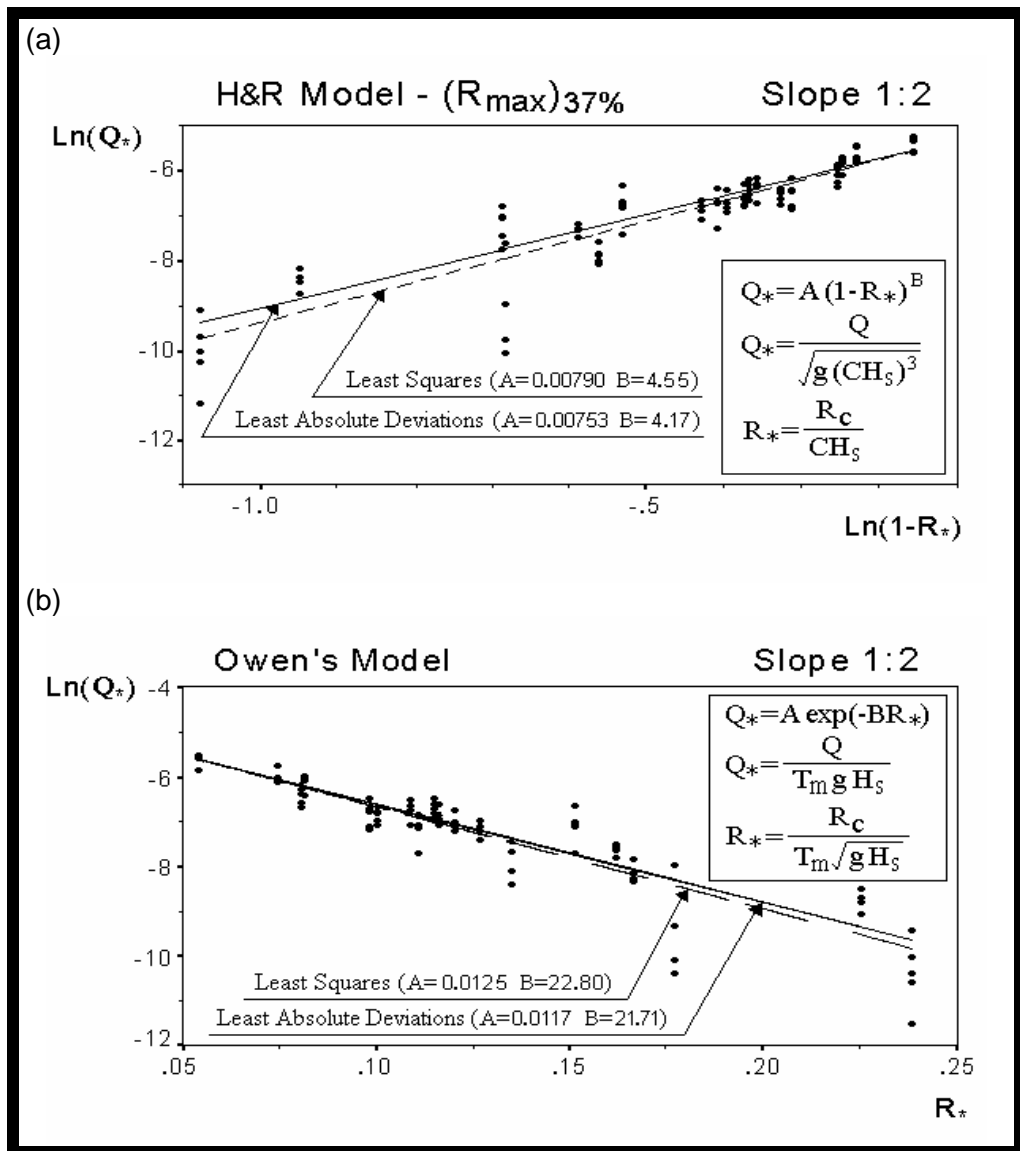 (a)
H&R Model - (Rmax)37%
Slope 1:2
Ln(Q*)
-6
-8
-10
-12
Q*=A(1-R*)^B
Q*=Q/√g(CHS)^3
R*=Rc/CHS
Least Squares (A=0.00790 B=4.55)
Least Absolute Deviations (A=0.00753 B=4.17)
-1.0 -.5
Ln(1-R*)
(b)
Owen's Model
Slope 1:2
Ln(Q*)
-4
-6
-8
-10
-12
Q*=A exp(-BR*)
Q*=Q/Tm g HS
R*=Rc/Tm√g HS
Least Squares (A=0.0125 B=22.80)
Least Absolute Deviations (A=0.0117 B=21.71)
.05 .10 .15 .20 .25
R*